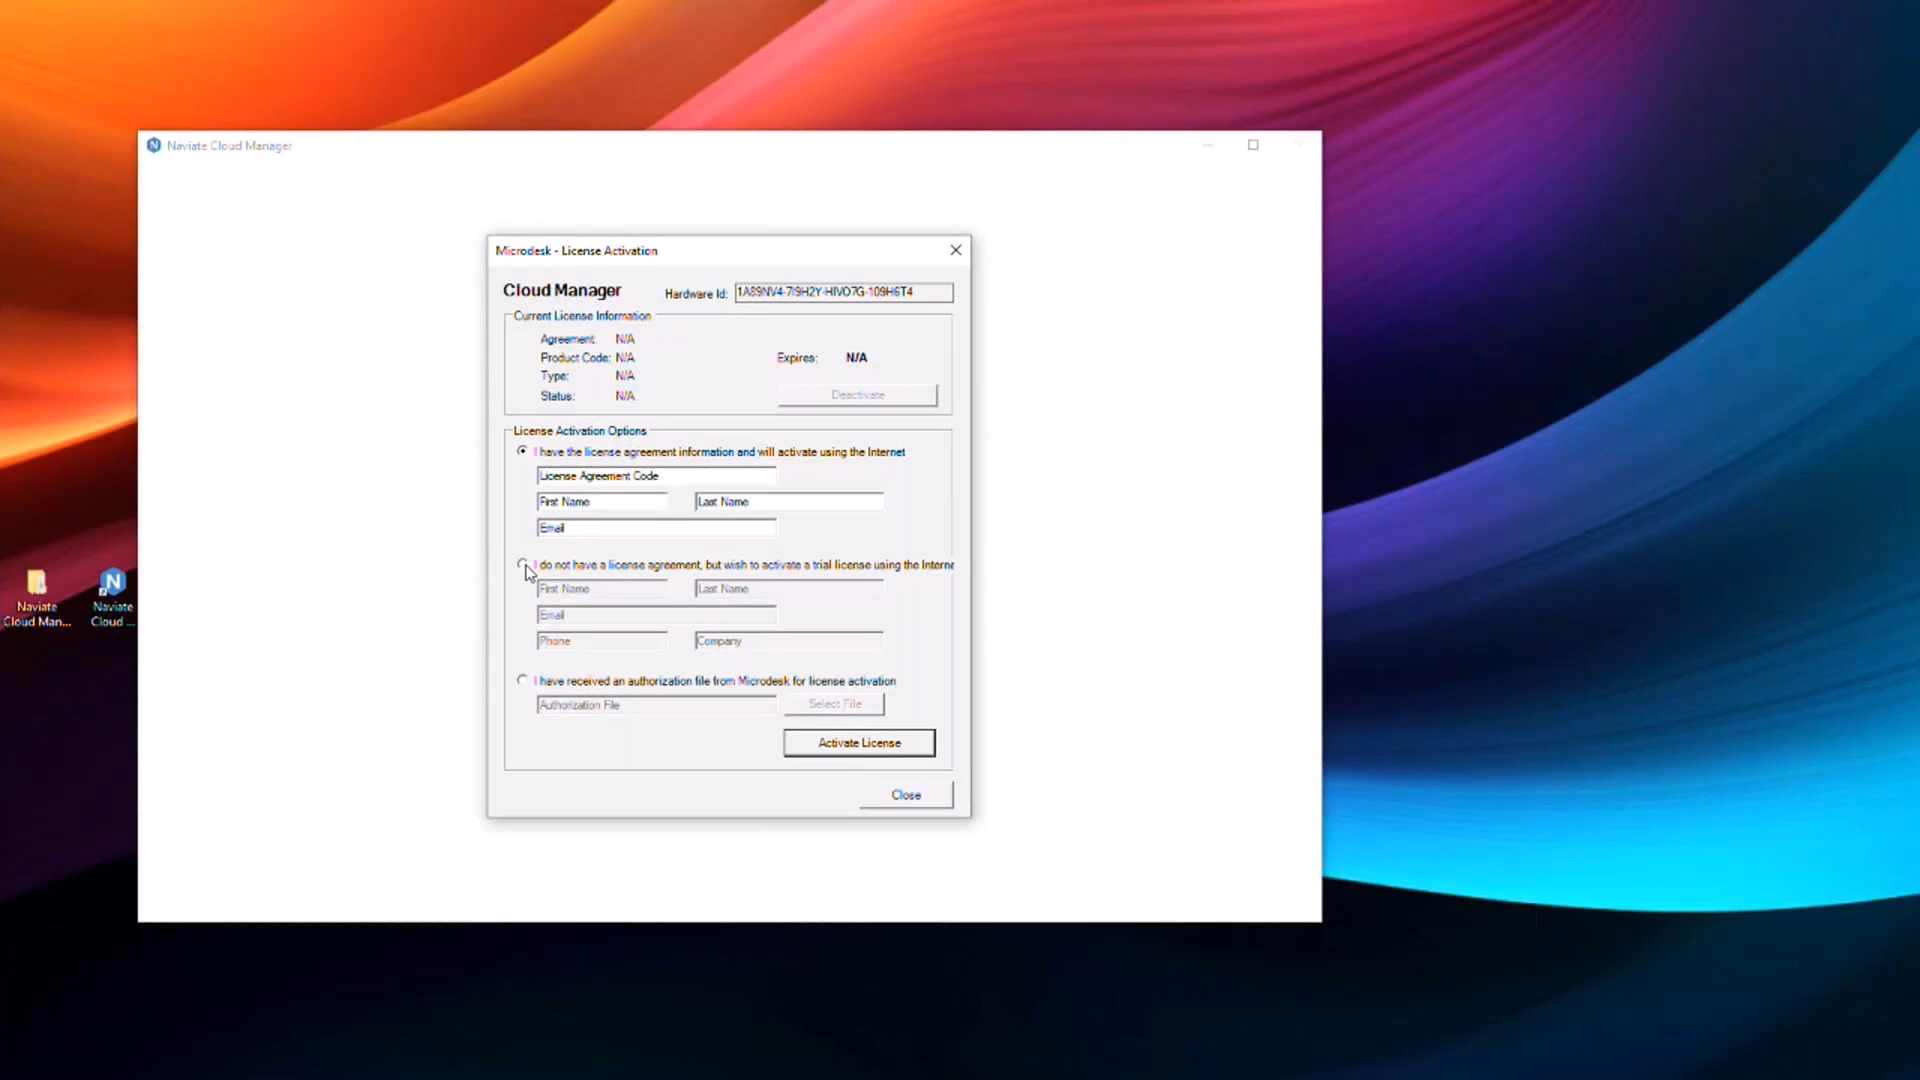 Naviate Cloud Manager
Microdesk - License Activation
Cloud Manager
Hardware Id: 1A89NV4-7I9H2Y-HIVO7G-109H6T4
Current License Information
Agreement: N/A
Product Code: N/A
Expires: N/A
Type: N/A
Status: N/A
Deactivate
License Activation Options
I have the license agreement information and will activate using the Internet
License Agreement Code
First Name
Last Name
Email
I do not have a license agreement, but wish to activate a trial license using the Interne
First Name
Last Name
Email
Phone
Company
I have received an authorization file from Microdesk for license activation
Authorization File
Select File
Activate License
Close
Naviate
Cloud Man...
Naviate
Cloud ...